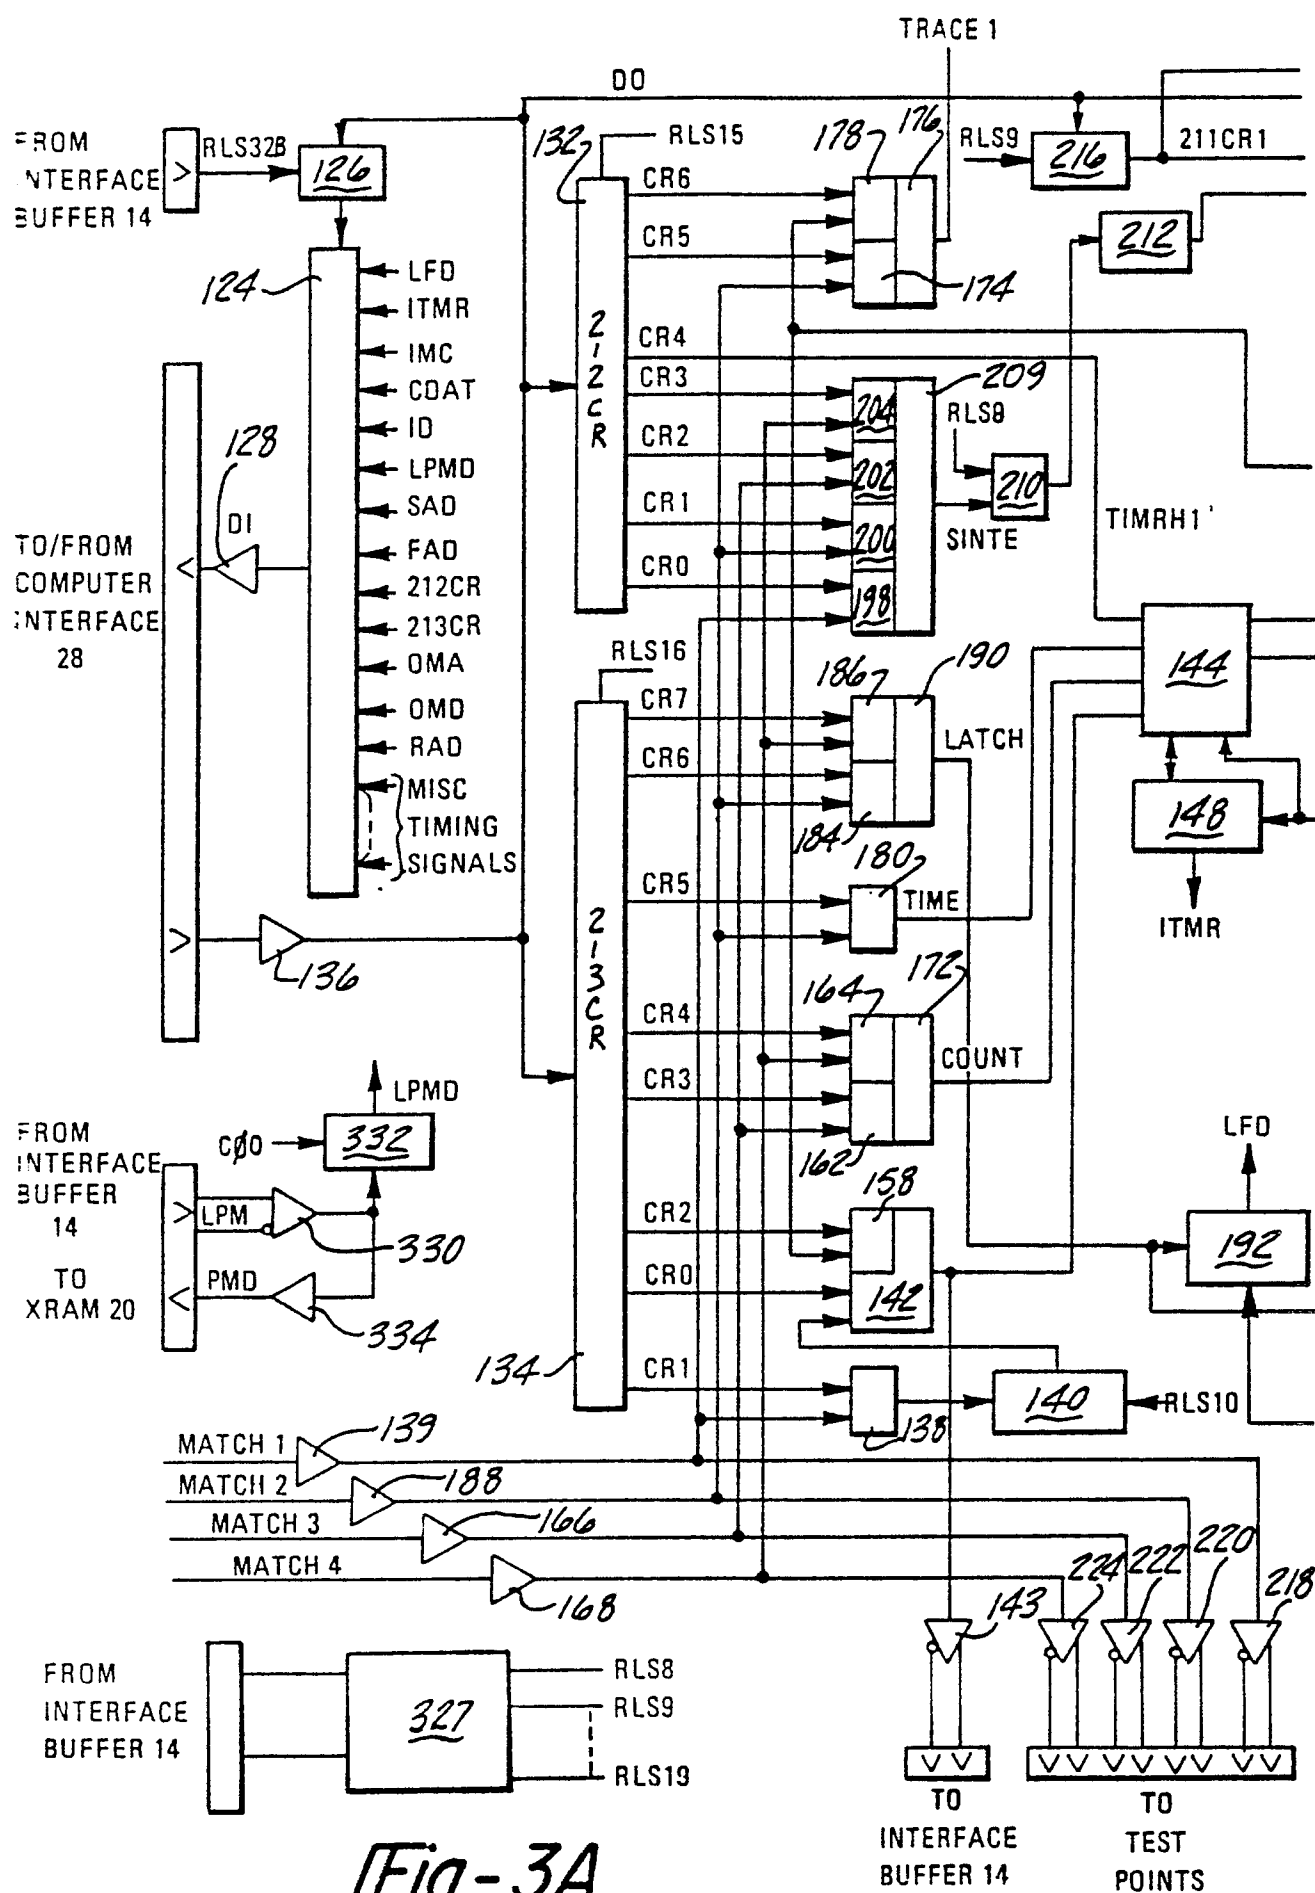 TRACE 1
DO
FROM
INTERFACE
BUFFER 14
RLS32B
126
132
RLS15
178
176
RLS9
216
211CR1
CR6
CR5
174
212
124
LFD
ITMR
IMC
CDAT
ID
LPMD
SAD
FAD
212CR
213CR
OMA
OMD
RAD
MISC
TIMING
SIGNALS
212CR
CR4
CR3
CR2
CR1
CR0
204
202
200
198
209
RLS8
210
SINTE
TIMRH1
128
DI
TO/FROM
COMPUTER
INTERFACE
28
136
RLS16
213CR
CR7
CR6
CR5
CR4
CR3
CR2
CR0
CR1
134
186
190
LATCH
184
180
TIME
164
172
COUNT
162
158
142
138
140
RLS10
144
148
ITMR
LFD
192
LPMD
CØO
332
FROM
INTERFACE
BUFFER
14
LPM
330
TO
XRAM 20
PMD
334
MATCH 1
139
MATCH 2
188
MATCH 3
166
MATCH 4
168
143
224
222
220
218
FROM
INTERFACE
BUFFER 14
327
RLS8
RLS9
RLS19
TO
INTERFACE
BUFFER 14
TO
TEST
POINTS
Fig-3A